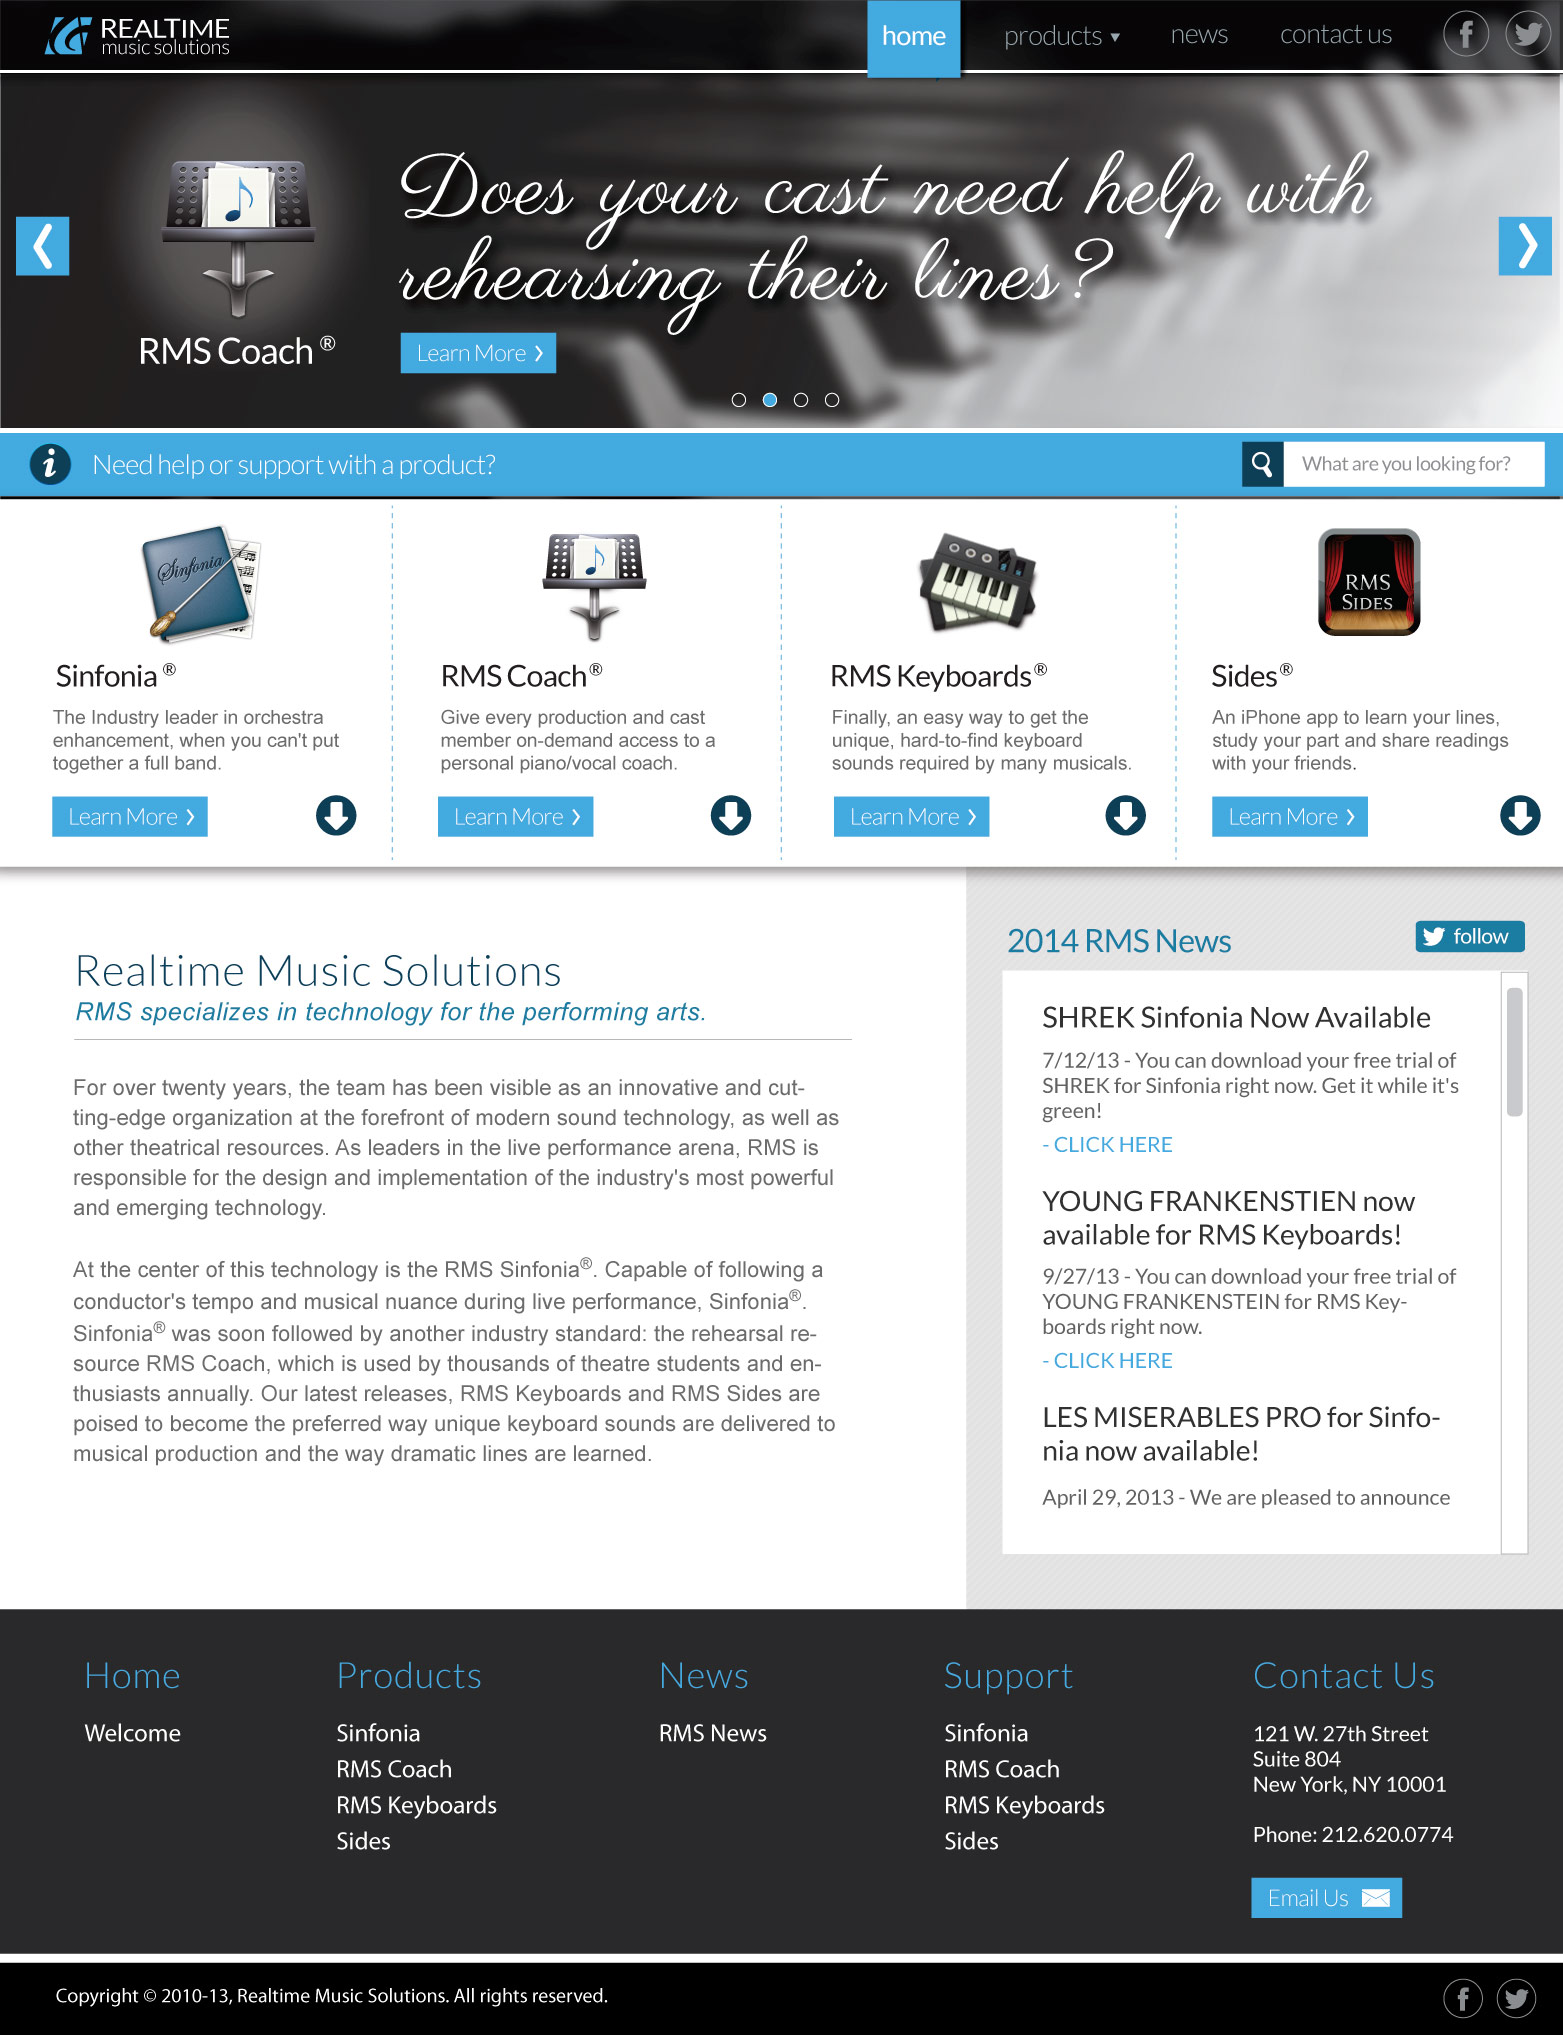 REALTIME
music solutions
home
products
news
contact us
Does your cast need help with
rehearsing their lines?
RMS Coach ®
Learn More
Need help or support with a product?
What are you looking for?
Sinfonia
RMS
SIDES
Sinfonia ®
The Industry leader in orchestra
enhancement, when you can't put
together a full band.
Learn More
RMS Coach®
Give every production and cast
member on-demand access to a
personal piano/vocal coach.
Learn More
RMS Keyboards®
Finally, an easy way to get the
unique, hard-to-find keyboard
sounds required by many musicals.
Learn More
Sides®
An iPhone app to learn your lines,
study your part and share readings
with your friends.
Learn More
Realtime Music Solutions
RMS specializes in technology for the performing arts.
For over twenty years, the team has been visible as an innovative and cut-
ting-edge organization at the forefront of modern sound technology, as well as
other theatrical resources. As leaders in the live performance arena, RMS is
responsible for the design and implementation of the industry's most powerful
and emerging technology.
At the center of this technology is the RMS Sinfonia®. Capable of following a
conductor's tempo and musical nuance during live performance, Sinfonia®.
Sinfonia® was soon followed by another industry standard: the rehearsal re-
source RMS Coach, which is used by thousands of theatre students and en-
thusiasts annually. Our latest releases, RMS Keyboards and RMS Sides are
poised to become the preferred way unique keyboard sounds are delivered to
musical production and the way dramatic lines are learned.
2014 RMS News
follow
SHREK Sinfonia Now Available
7/12/13 - You can download your free trial of
SHREK for Sinfonia right now. Get it while it's
green!
- CLICK HERE
YOUNG FRANKENSTIEN now
available for RMS Keyboards!
9/27/13 - You can download your free trial of
YOUNG FRANKENSTEIN for RMS Key-
boards right now.
- CLICK HERE
LES MISERABLES PRO for Sinfo-
nia now available!
April 29, 2013 - We are pleased to announce
Home
Welcome
Products
Sinfonia
RMS Coach
RMS Keyboards
Sides
News
RMS News
Support
Sinfonia
RMS Coach
RMS Keyboards
Sides
Contact Us
121 W. 27th Street
Suite 804
New York, NY 10001
Phone: 212.620.0774
Email Us
Copyright © 2010-13, Realtime Music Solutions. All rights reserved.